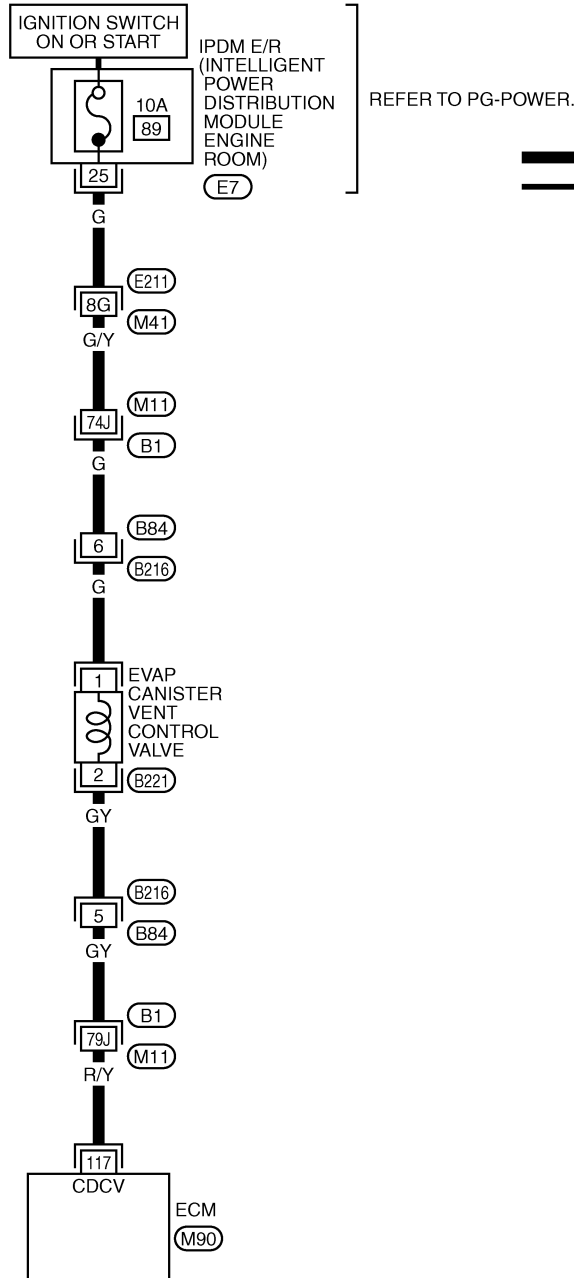 IGNITION SWITCH
ON OR START
IPDM E/R
(INTELLIGENT
POWER
DISTRIBUTION
MODULE
ENGINE
ROOM)
10A
89
REFER TO PG-POWER.
25
E7
G
E211
8G
M41
G/Y
M11
74J
B1
G
B84
6
B216
G
1
EVAP
CANISTER
VENT
CONTROL
VALVE
2
B221
GY
B216
5
B84
GY
B1
79J
M11
R/Y
117
CDCV
ECM
M90